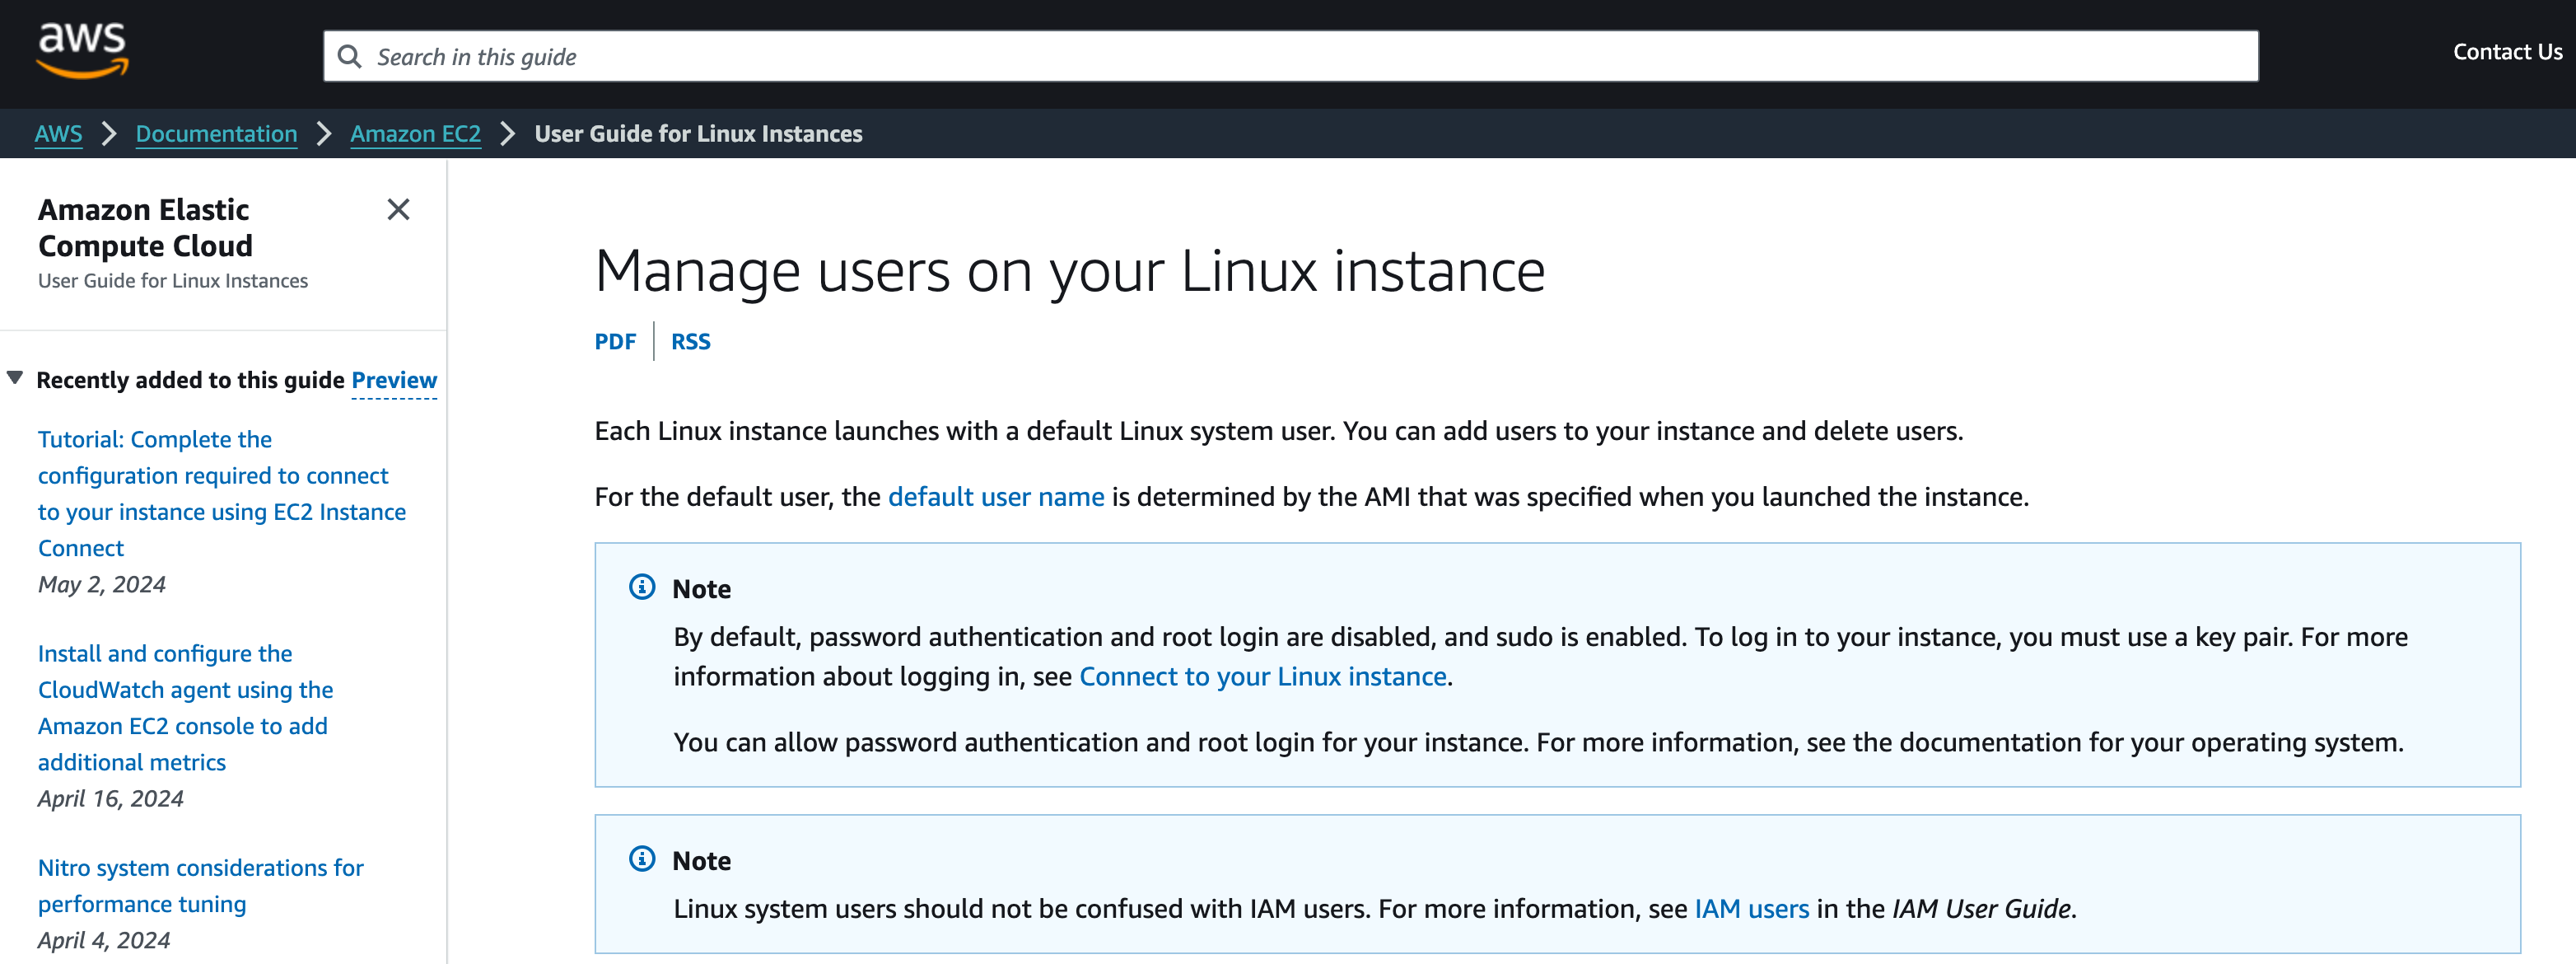 aws
Search in this guide
Contact Us
AWS > Documentation > Amazon EC2 > User Guide for Linux Instances
Amazon Elastic
Compute Cloud
User Guide for Linux Instances
Recently added to this guide Preview
Tutorial: Complete the
configuration required to connect
to your instance using EC2 Instance
Connect
May 2, 2024
Install and configure the
CloudWatch agent using the
Amazon EC2 console to add
additional metrics
April 16, 2024
Nitro system considerations for
performance tuning
April 4, 2024
Manage users on your Linux instance
PDF | RSS
Each Linux instance launches with a default Linux system user. You can add users to your instance and delete users.
For the default user, the default user name is determined by the AMI that was specified when you launched the instance.
Note
By default, password authentication and root login are disabled, and sudo is enabled. To log in to your instance, you must use a key pair. For more
information about logging in, see Connect to your Linux instance.
You can allow password authentication and root login for your instance. For more information, see the documentation for your operating system.
Note
Linux system users should not be confused with IAM users. For more information, see IAM users in the IAM User Guide.